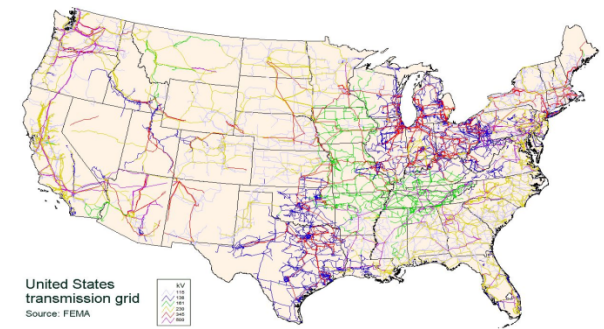 United States
transmission grid
Source: FEMA
kV
115
138
161
230
345
500